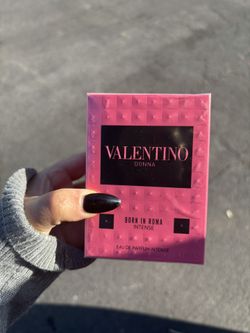 VALENTINO
DONNA
BORN IN ROMA
INTENSE
EAU DE PARFUM INTENSE